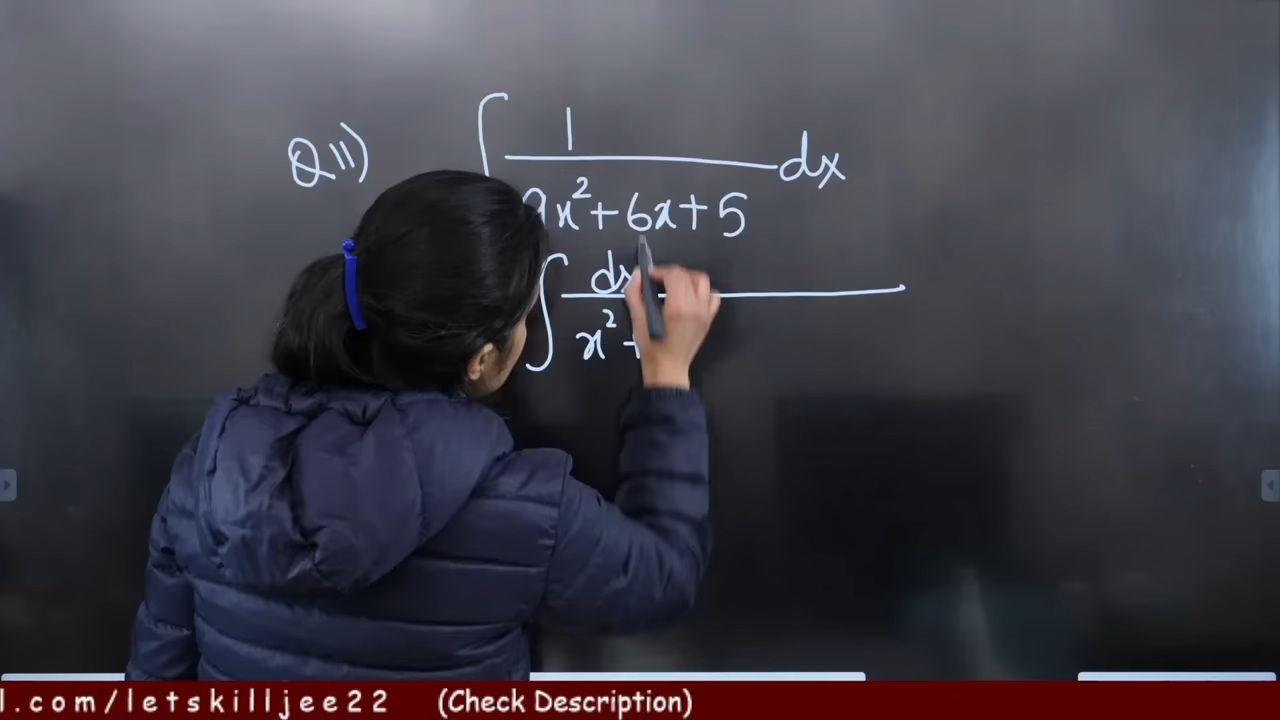 Q11) ∫ 1 / 9x² + 6x + 5 dx
∫ dx / x² +
l.com/letskilljee22 (Check Description)